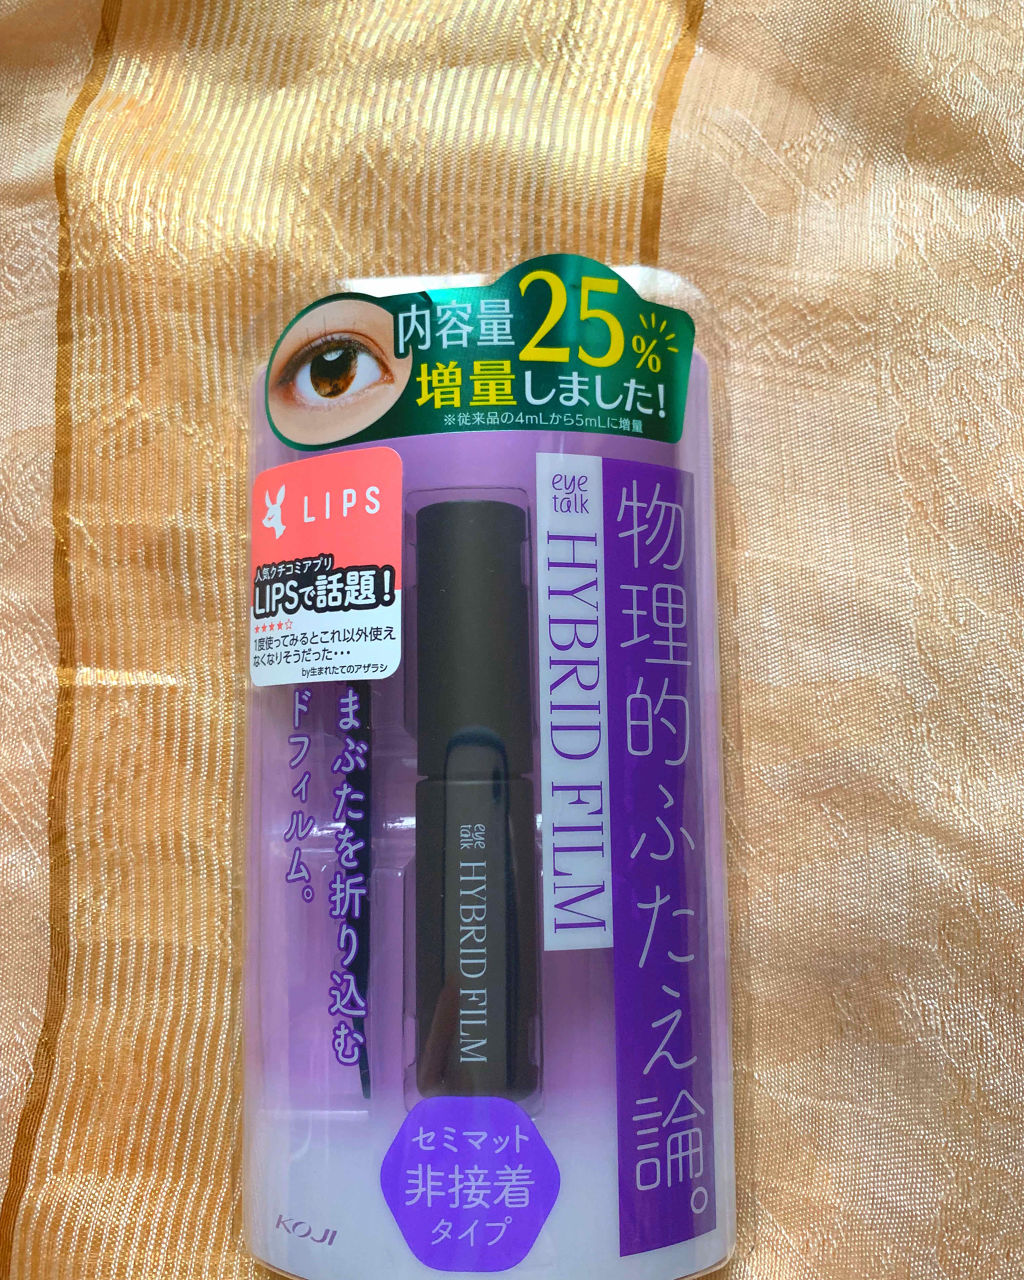 内容量25%
増量しました!
※従来品の4mLから5mLに増量
LIPS
人気クチコミアプリ
LIPSで話題!
★★★★☆
1度使ってみるとこれ以外使え
なくなりそうだった・・・
by生まれたてのアザラシ
eye
talk
HYBRID FILM
物理的ふたえ論。
まぶたを折り込む
ドフィルム。
eye
talk
HYBRID FILM
セミマット
非接着
タイプ
KOJI